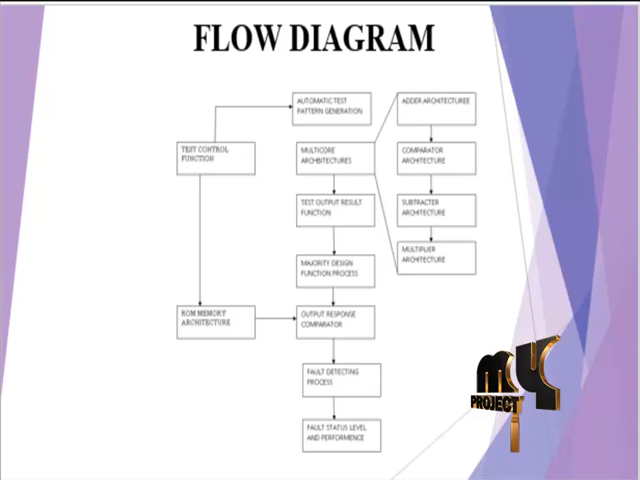 FLOW DIAGRAM
AUTOMATIC TEST
PATTERN GENERATION
ADDER ARCHITECTUREE
TEST CONTROL
FUNCTION
MULTICORE
ARCHBITECTURES
COMPARATOR
ARCHITECTURE
TEST OUTPUT RESULT
FUNCTION
SUBTRACTER
ARCHITECTURE
MULTIPLIER
ARCHITECTURE
MAJORITY DESIGN
FUNCTION PROCESS
ROM MEMORY
ARCHITECTURE
OUTPUT RESPONSE
COMPARATOR
FAULT DETECTING
PROCESS
FAULT STATUS LEVEL
AND PERFORMENCE
MY
PROJECT